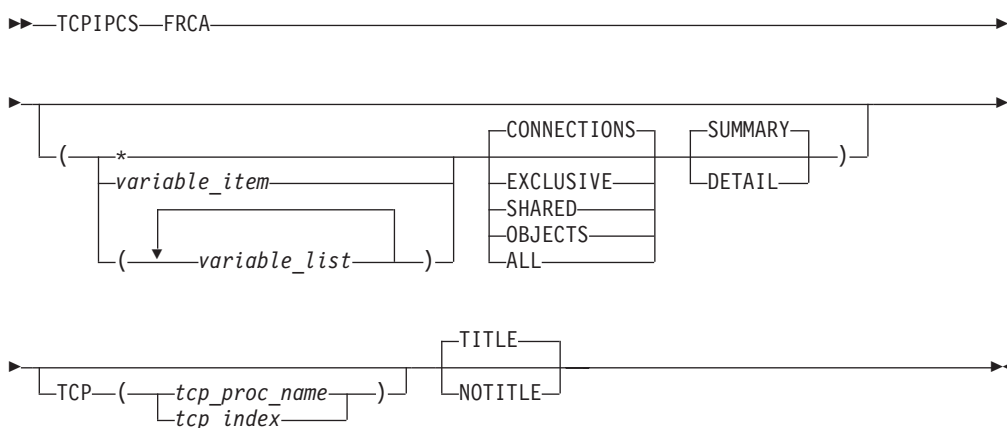 TCPIPCS FRCA
CONNECTIONS SUMMARY
( * )
variable_item EXCLUSIVE DETAIL
SHARED
( variable_list ) OBJECTS
ALL
TITLE
TCP ( tcp_proc_name ) NOTITLE
tcp_index